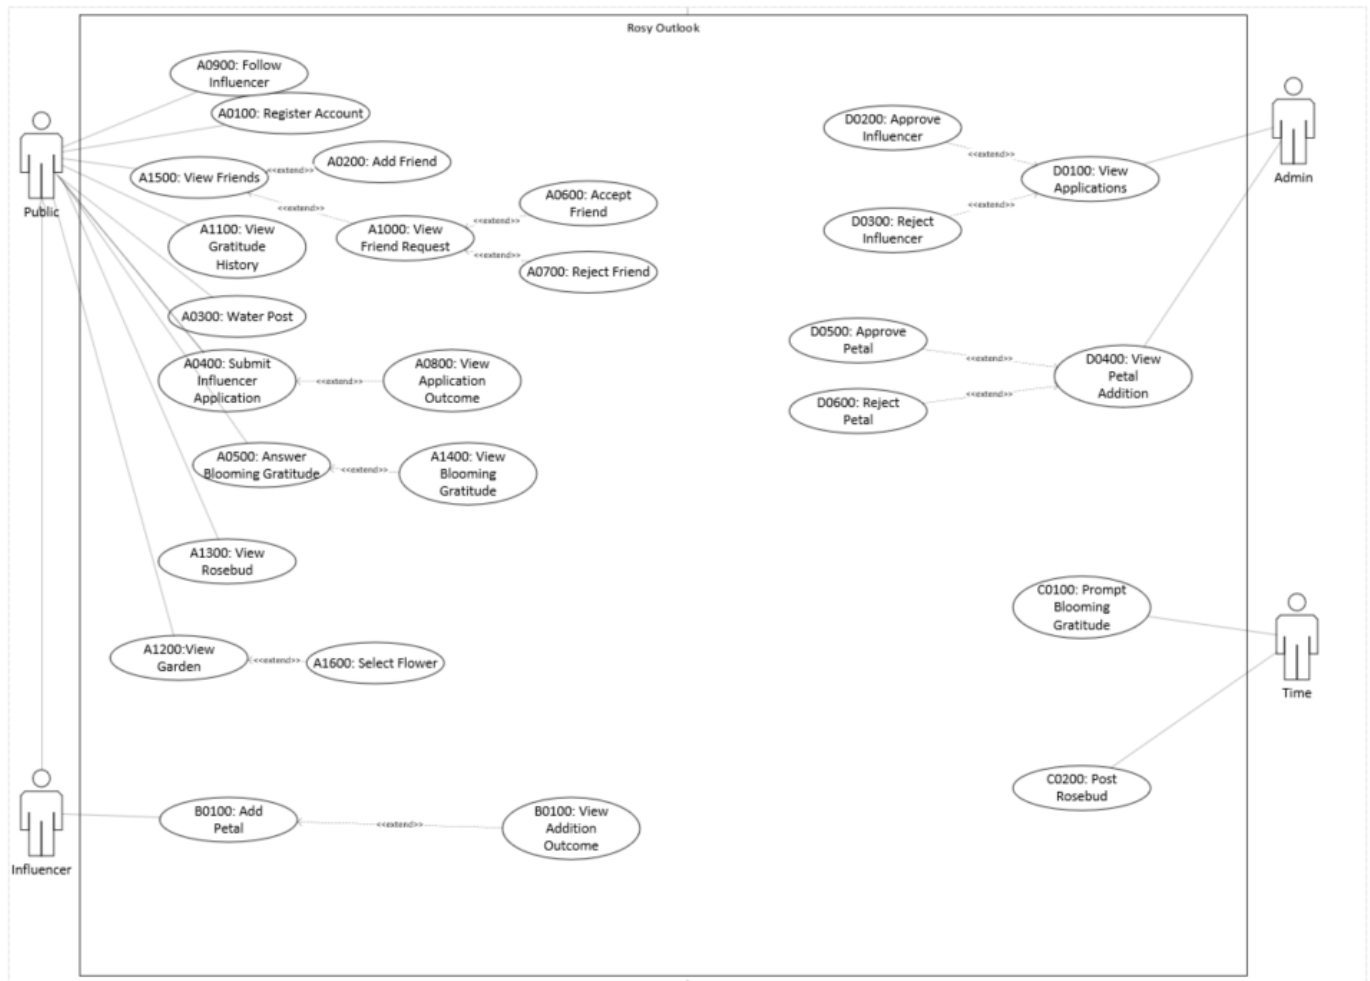 Rosy Outlook
A0900: Follow
Influencer
A0100: Register Account
A0200: Add Friend
<<extend>>
A1500: View Friends
Public
<<extend>>
A0600: Accept
Friend
<<extend>>
A1000: View
Friend Request
<<extend>>
A0700: Reject Friend
A1100: View
Gratitude
History
A0300: Water Post
A0400: Submit
Influencer
Application
<<extend>>
A0800: View
Application
Outcome
A0500: Answer
Blooming Gratitude
<<extend>>
A1400: View
Blooming
Gratitude
A1300: View
Rosebud
A1200:View
Garden
<<extend>>
A1600: Select Flower
B0100: Add
Petal
<<extend>>
B0100: View
Addition
Outcome
Influencer
D0200: Approve
Influencer
<<extend>>
D0100: View
Applications
Admin
<<extend>>
D0300: Reject
Influencer
D0500: Approve
Petal
<<extend>>
D0400: View
Petal
Addition
<<extend>>
D0600: Reject
Petal
C0100: Prompt
Blooming
Gratitude
Time
C0200: Post
Rosebud